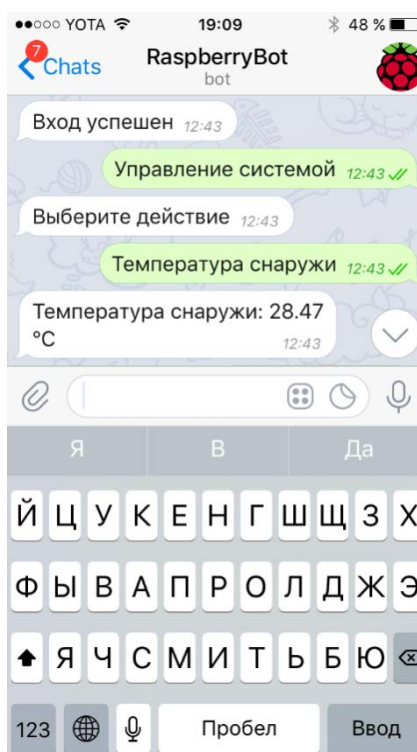 YOTA 19:09 48 %
7
Chats RaspberryBot
bot
Вход успешен 12:43
Управление системой 12:43
Выберите действие 12:43
Температура снаружи 12:43
Температура снаружи: 28.47
°C 12:43
Я В Да
Й Ц У К Е Н Г Ш Щ З Х
Ф Ы В А П Р О Л Д Ж Э
Я Ч С М И Т Ь Б Ю
123 Пробел Ввод